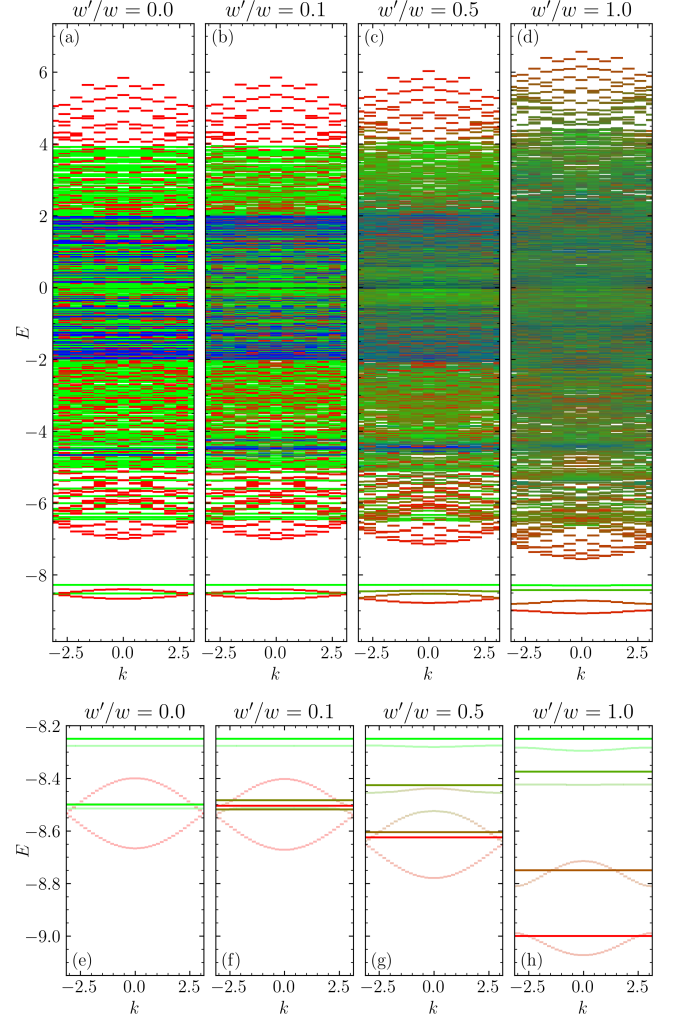 w′/w = 0.0 w′/w = 0.1 w′/w = 0.5 w′/w = 1.0
(a) (b) (c) (d)
6
4
2
0
−2
−4
−6
−8
E
−2.5 0.0 2.5 −2.5 0.0 2.5 −2.5 0.0 2.5 −2.5 0.0 2.5
k k k k
w′/w = 0.0 w′/w = 0.1 w′/w = 0.5 w′/w = 1.0
−8.2
−8.4
−8.6
−8.8
−9.0
E
(e) (f) (g) (h)
−2.5 0.0 2.5 −2.5 0.0 2.5 −2.5 0.0 2.5 −2.5 0.0 2.5
k k k k